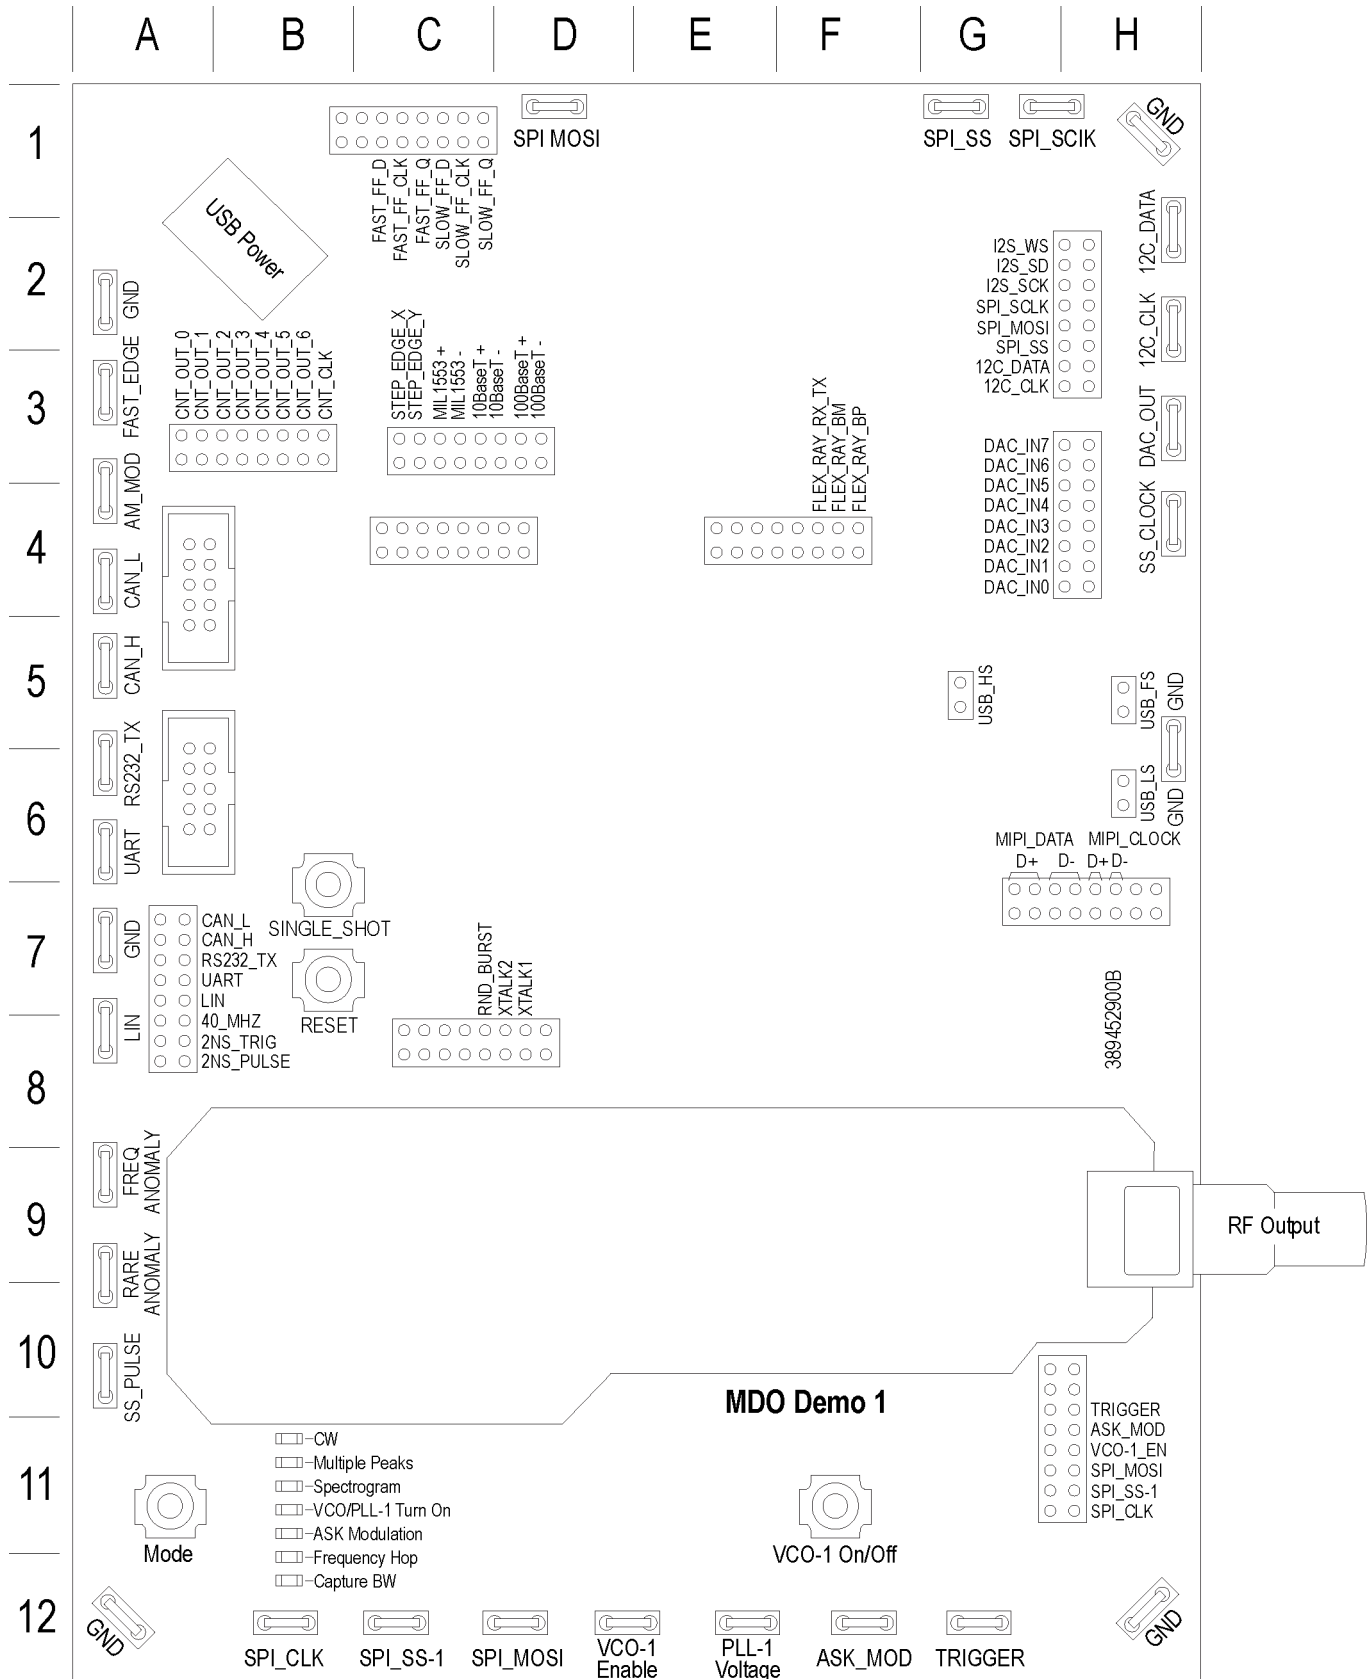 A B C D E F G H
1
SPI MOSI
SPI_SS
SPI_SCIK
GND
FAST_FF_D
FAST_FF_CLK
FAST_FF_Q
SLOW_FF_D
SLOW_FF_CLK
SLOW_FF_Q
USB Power
12C_DATA
2
GND
I2S_WS
I2S_SD
I2S_SCK
SPI_SCLK
SPI_MOSI
SPI_SS
12C_DATA
12C_CLK
12C_CLK
3
FAST_EDGE
CNT_OUT_0
CNT_OUT_1
CNT_OUT_2
CNT_OUT_3
CNT_OUT_4
CNT_OUT_5
CNT_OUT_6
CNT_CLK
STEP_EDGE_X
STEP_EDGE_Y
MIL1553 +
MIL1553 -
10BaseT +
10BaseT -
100BaseT +
100BaseT -
FLEX_RAY_RX_TX
FLEX_RAY_BM
FLEX_RAY_BP
DAC_OUT
DAC_IN7
DAC_IN6
DAC_IN5
DAC_IN4
DAC_IN3
DAC_IN2
DAC_IN1
DAC_IN0
SS_CLOCK
4
AM_MOD
CAN_L
5
CAN_H
USB_HS
USB_FS
GND
6
RS232_TX
UART
USB_LS
GND
MIPI_DATA MIPI_CLOCK
D+ D- D+ D-
7
GND
CAN_L
CAN_H
RS232_TX
UART
LIN
40_MHZ
2NS_TRIG
2NS_PULSE
SINGLE_SHOT
RESET
RND_BURST
XTALK2
XTALK1
389452900B
LIN
8
9
FREQ
ANOMALY
RARE
ANOMALY
RF Output
10
SS_PULSE
MDO Demo 1
TRIGGER
ASK_MOD
VCO-1_EN
SPI_MOSI
SPI_SS-1
SPI_CLK
11
CW
Multiple Peaks
Spectrogram
VCO/PLL-1 Turn On
ASK Modulation
Frequency Hop
Capture BW
Mode
VCO-1 On/Off
12
GND
SPI_CLK
SPI_SS-1
SPI_MOSI
VCO-1
Enable
PLL-1
Voltage
ASK_MOD
TRIGGER
GND